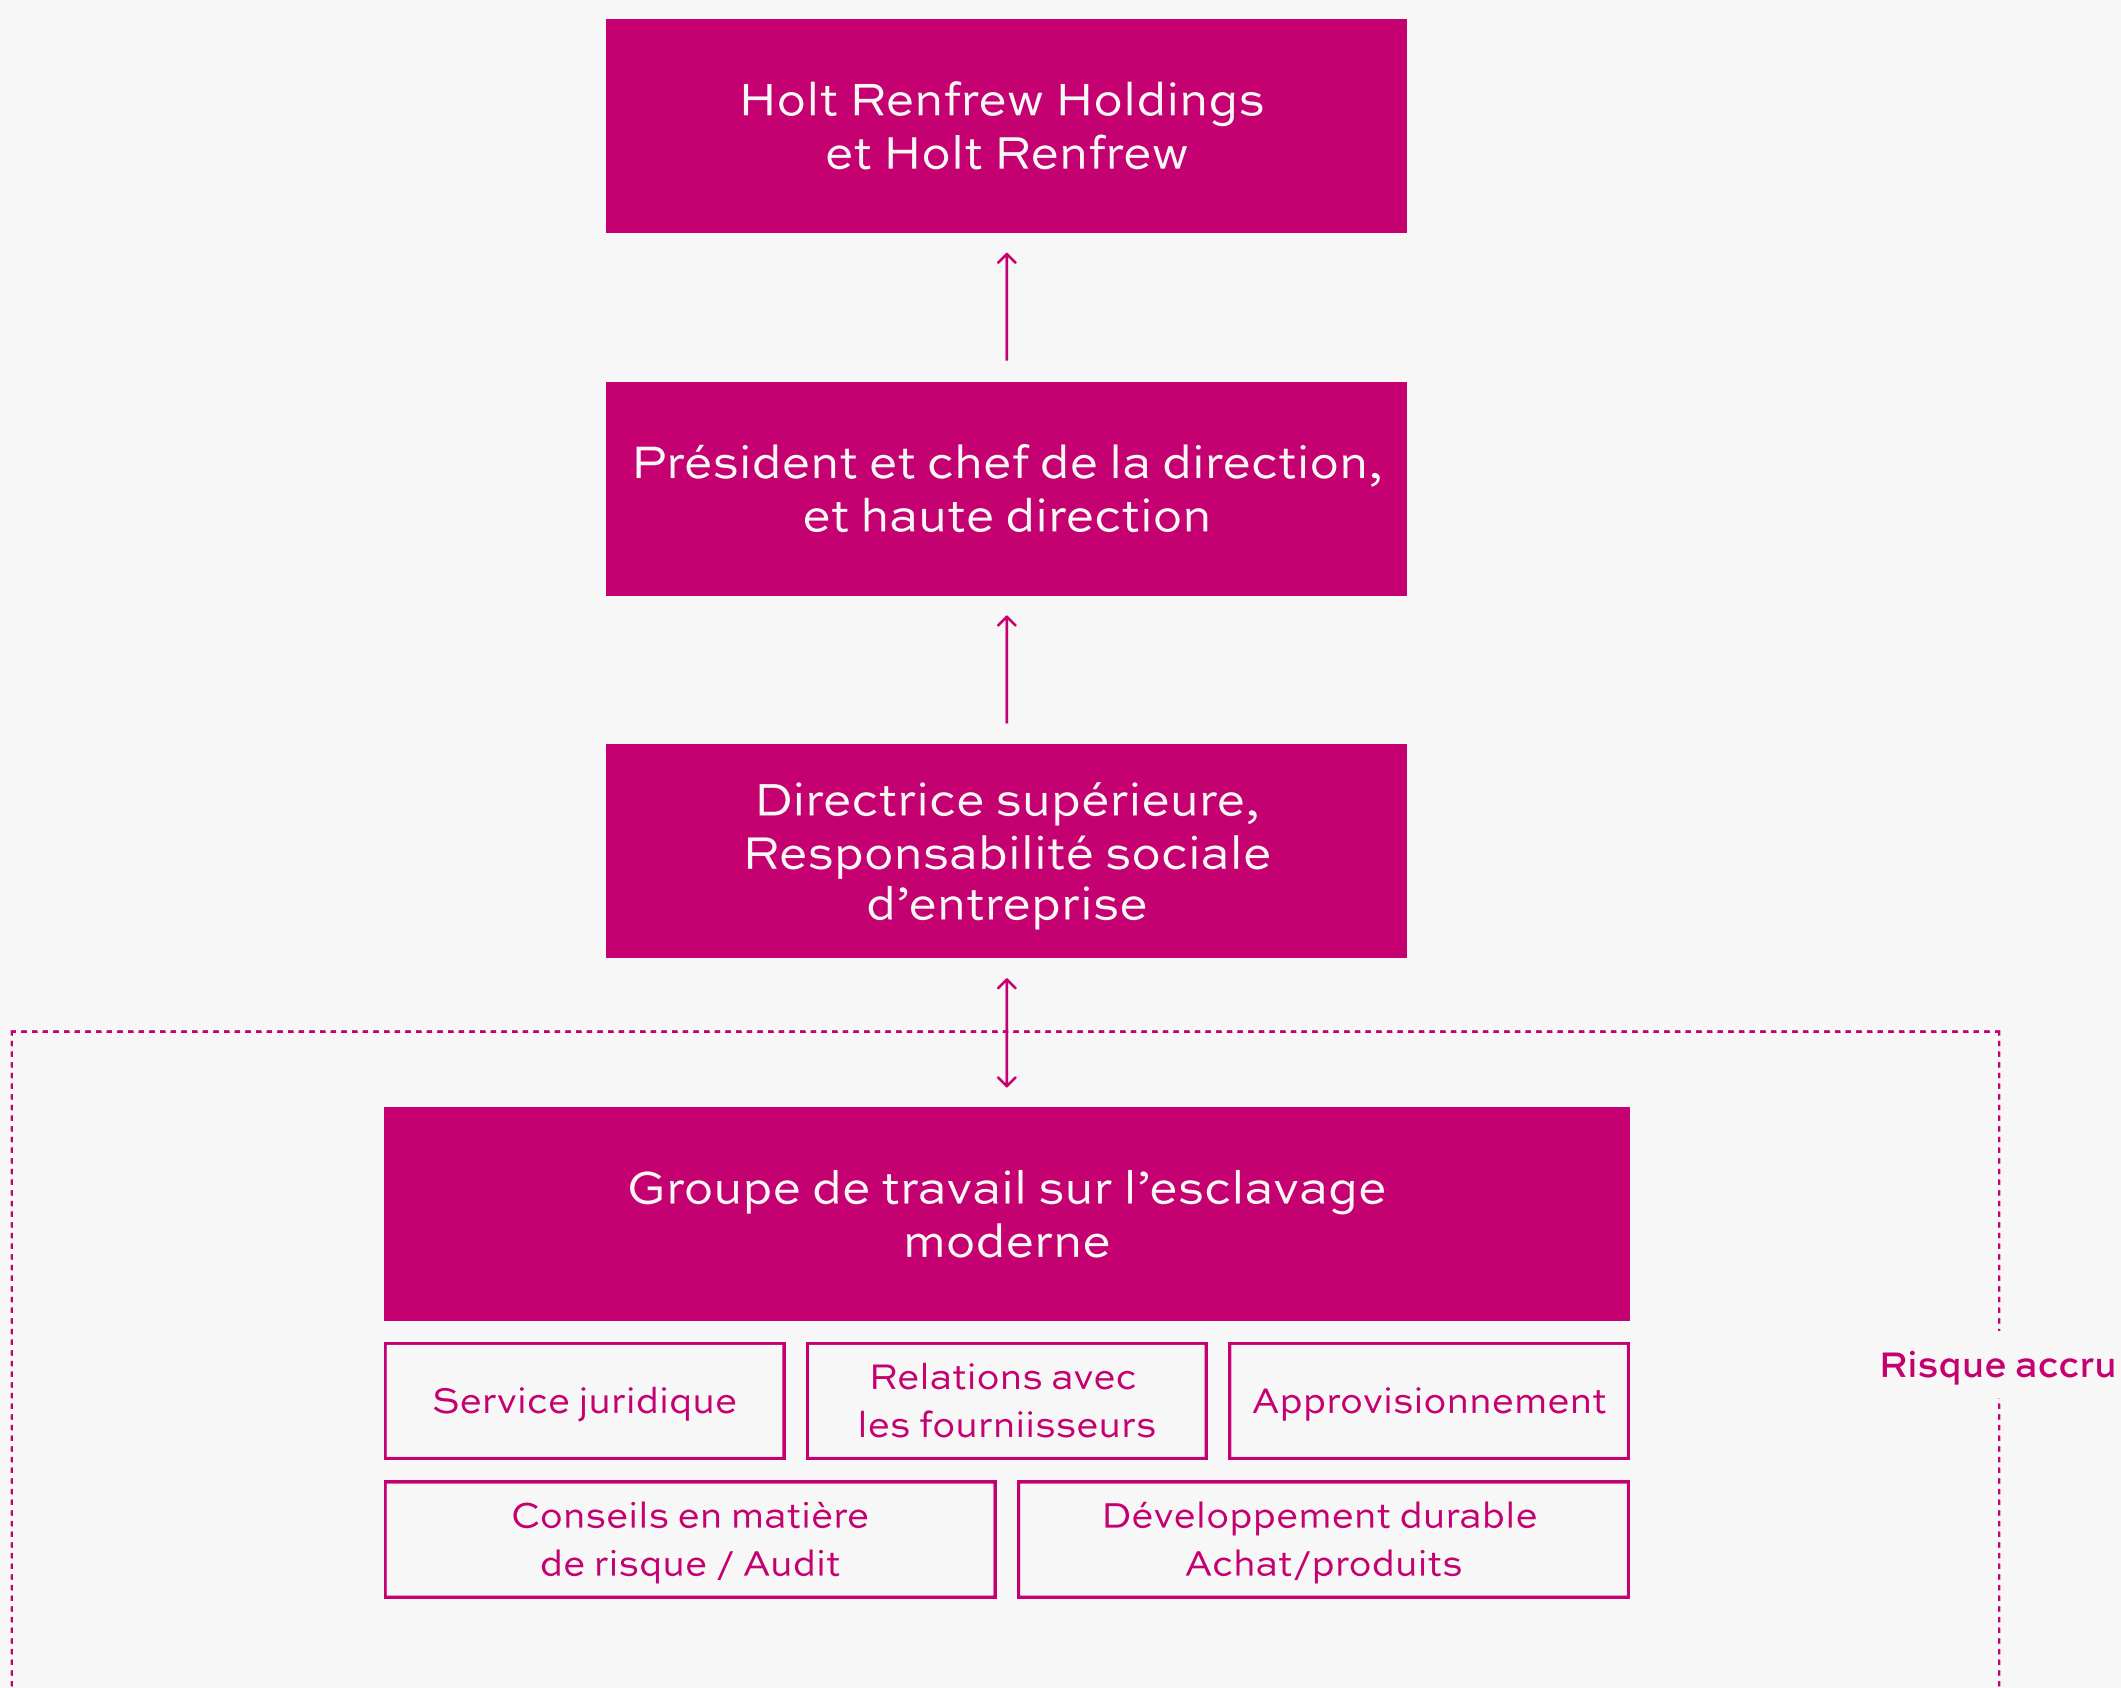 Holt Renfrew Holdings
et Holt Renfrew
Président et chef de la direction,
et haute direction
Directrice supérieure,
Responsabilité sociale
d’entreprise
Groupe de travail sur l’esclavage
moderne
Service juridique
Relations avec
les fourniisseurs
Approvisionnement
Risque accru
Conseils en matière
de risque / Audit
Développement durable
Achat/produits